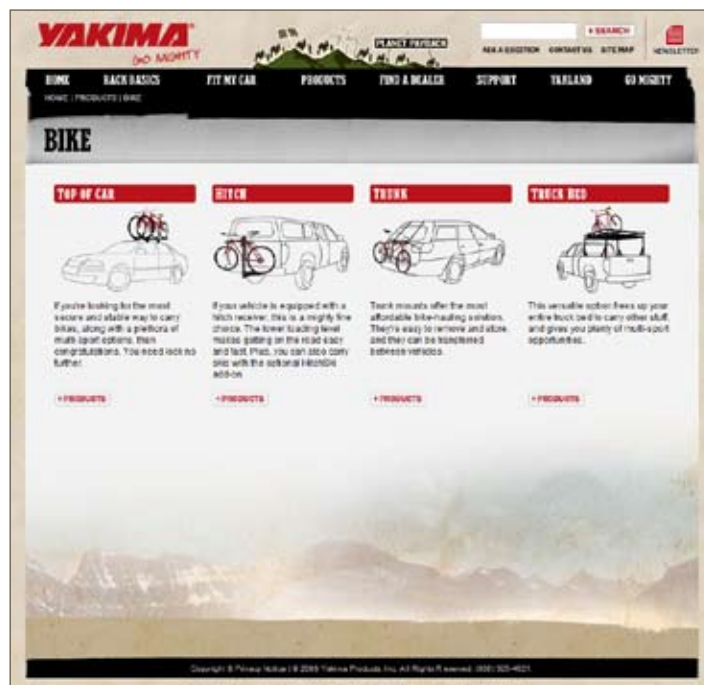 YAKIMA
GO MIGHTY
PLANET PAYBACK
SEARCH
ASK A QUESTION CONTACT US SITE MAP NEWSLETTER
HOME RACK BASICS FIT MY CAR PRODUCTS FIND A DEALER SUPPORT YAKLAND GO MIGHTY
HOME | PRODUCTS | BIKE
BIKE
TOP OF CAR
If you're looking for the most
secure and stable way to carry
bikes, along with a plethora of
multi-sport options, then
congratulations. You need look no
further.
+ PRODUCTS
HITCH
If your vehicle is equipped with a
hitch receiver, this is a mighty fine
choice. The lower loading level
makes getting on the road easy
and fast. Plus, you can also carry
skis with the optional HitchSki
add-on.
+ PRODUCTS
TRUNK
Trunk mounts offer the most
affordable bike-hauling solution.
They're easy to remove and store,
and they can be transferred
between vehicles.
+ PRODUCTS
TRUCK BED
This versatile option frees up your
entire truck bed to carry other stuff,
and gives you plenty of multi-sport
opportunities.
+ PRODUCTS
Copyright & Privacy Notice | © Yakima Products Inc. All Rights Reserved.